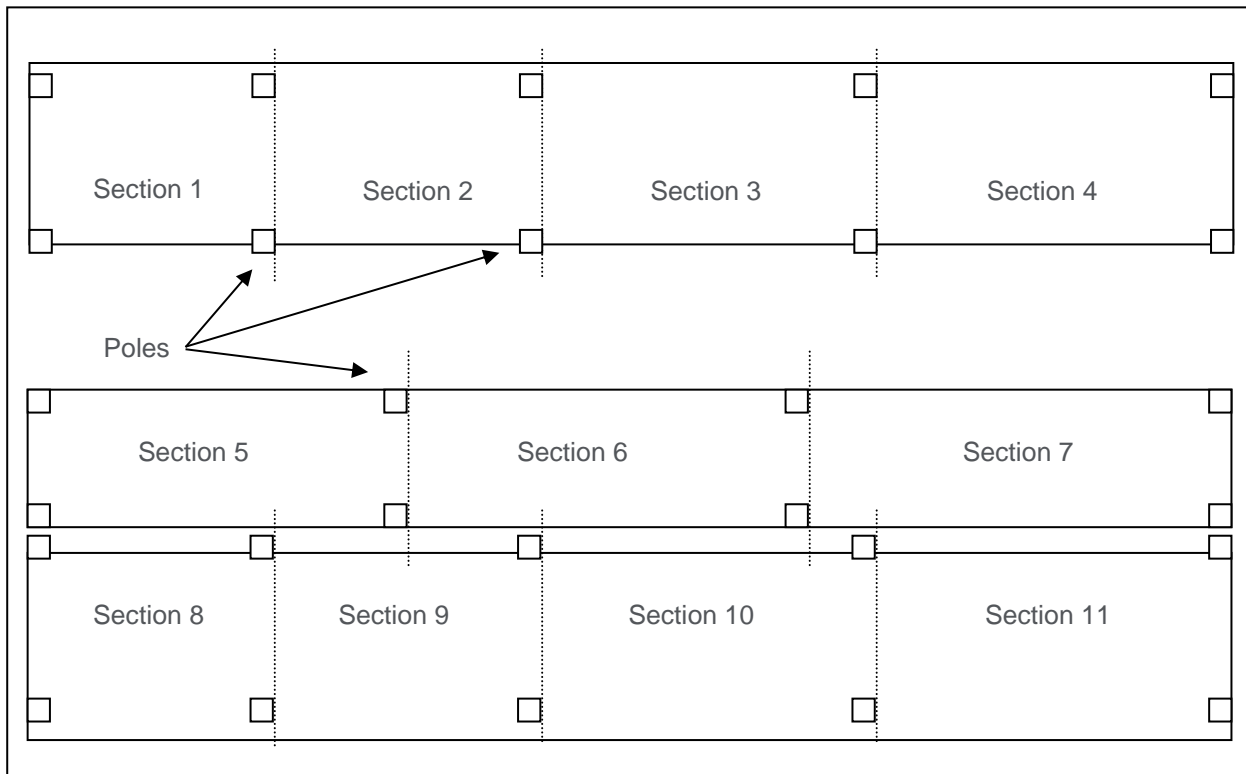 Section 1
Section 2
Section 3
Section 4
Poles
Section 5
Section 6
Section 7
Section 8
Section 9
Section 10
Section 11